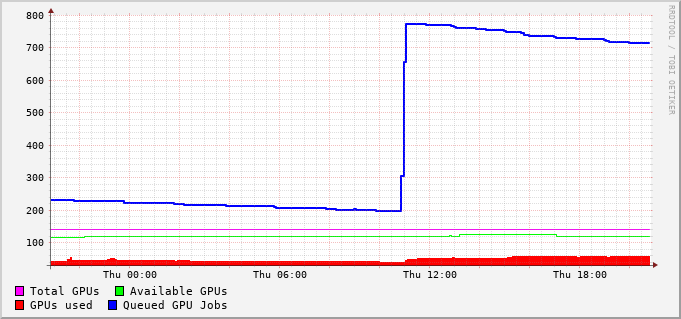 800
700
600
500
400
300
200
100
Thu 00:00 Thu 06:00 Thu 12:00 Thu 18:00
Total GPUs Available GPUs
GPUs used Queued GPU Jobs
RRDTOOL / TOBI OETIKER